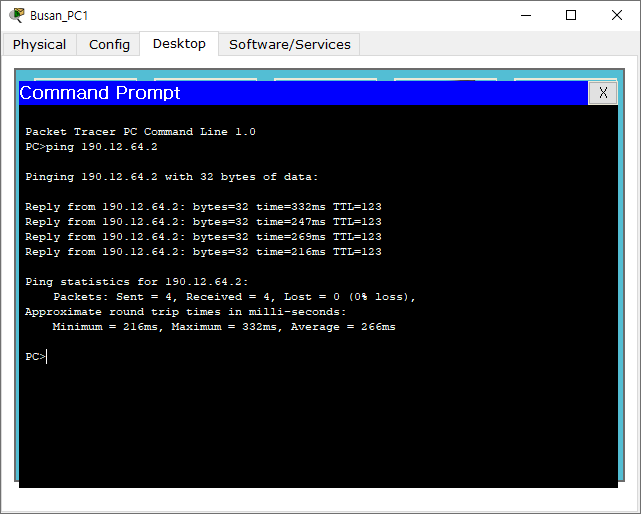 Busan_PC1
Physical Config Desktop Software/Services
Command Prompt X
Packet Tracer PC Command Line 1.0
PC>ping 190.12.64.2
Pinging 190.12.64.2 with 32 bytes of data:
Reply from 190.12.64.2: bytes=32 time=332ms TTL=123
Reply from 190.12.64.2: bytes=32 time=247ms TTL=123
Reply from 190.12.64.2: bytes=32 time=269ms TTL=123
Reply from 190.12.64.2: bytes=32 time=216ms TTL=123
Ping statistics for 190.12.64.2:
Packets: Sent = 4, Received = 4, Lost = 0 (0% loss),
Approximate round trip times in milli-seconds:
Minimum = 216ms, Maximum = 332ms, Average = 266ms
PC>